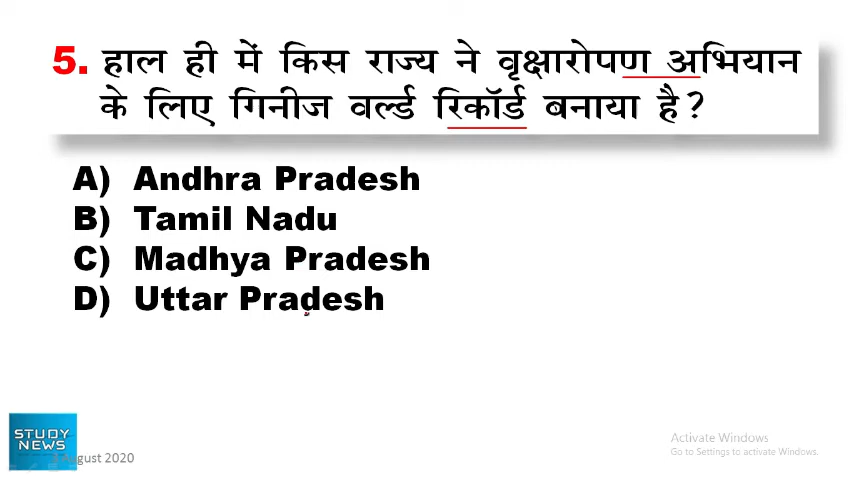 5. हाल ही में किस राज्य ने वृक्षारोपण अभियान
के लिए गिनीज वर्ल्ड रिकॉर्ड बनाया है?
A) Andhra Pradesh
B) Tamil Nadu
C) Madhya Pradesh
D) Uttar Pradesh
STUDY
NEWS
August 2020
Activate Windows
Go to Settings to activate Windows.